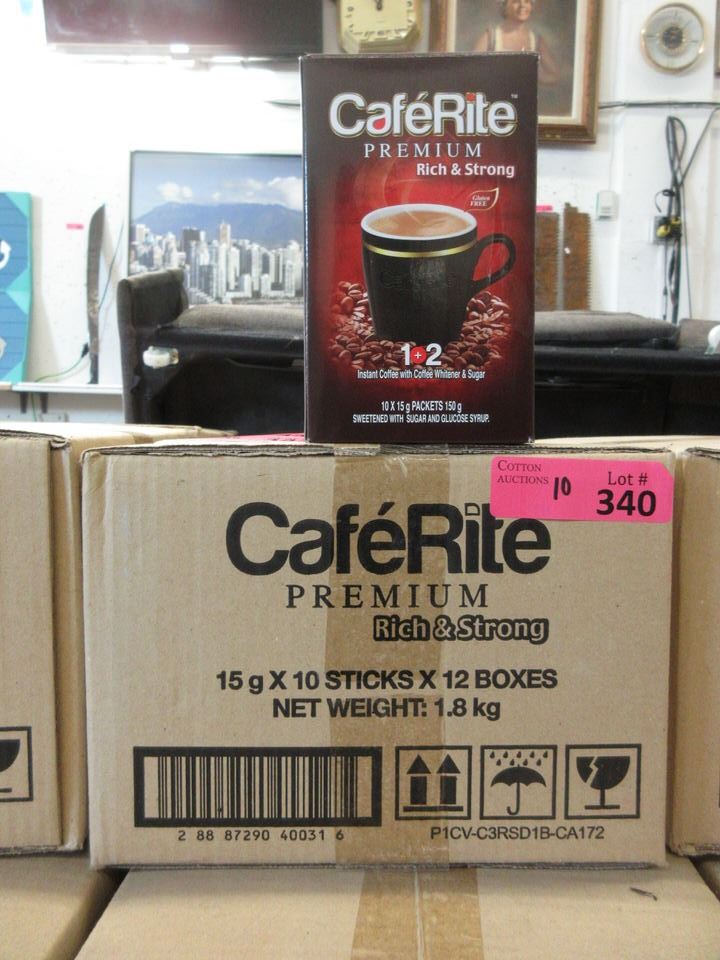 CaféRite™
PREMIUM
Rich & Strong
Gluten
FREE
1+2
Instant Coffee with Coffee Whitener & Sugar
10 X 15 g PACKETS 150 g
SWEETENED WITH SUGAR AND GLUCOSE SYRUP.
COTTON
AUCTIONS
10
Lot #
340
CaféRite
PREMIUM
Rich & Strong
15 g X 10 STICKS X 12 BOXES
NET WEIGHT: 1.8 kg
2 88 87290 40031 6
P1CV-C3RSD1B-CA172